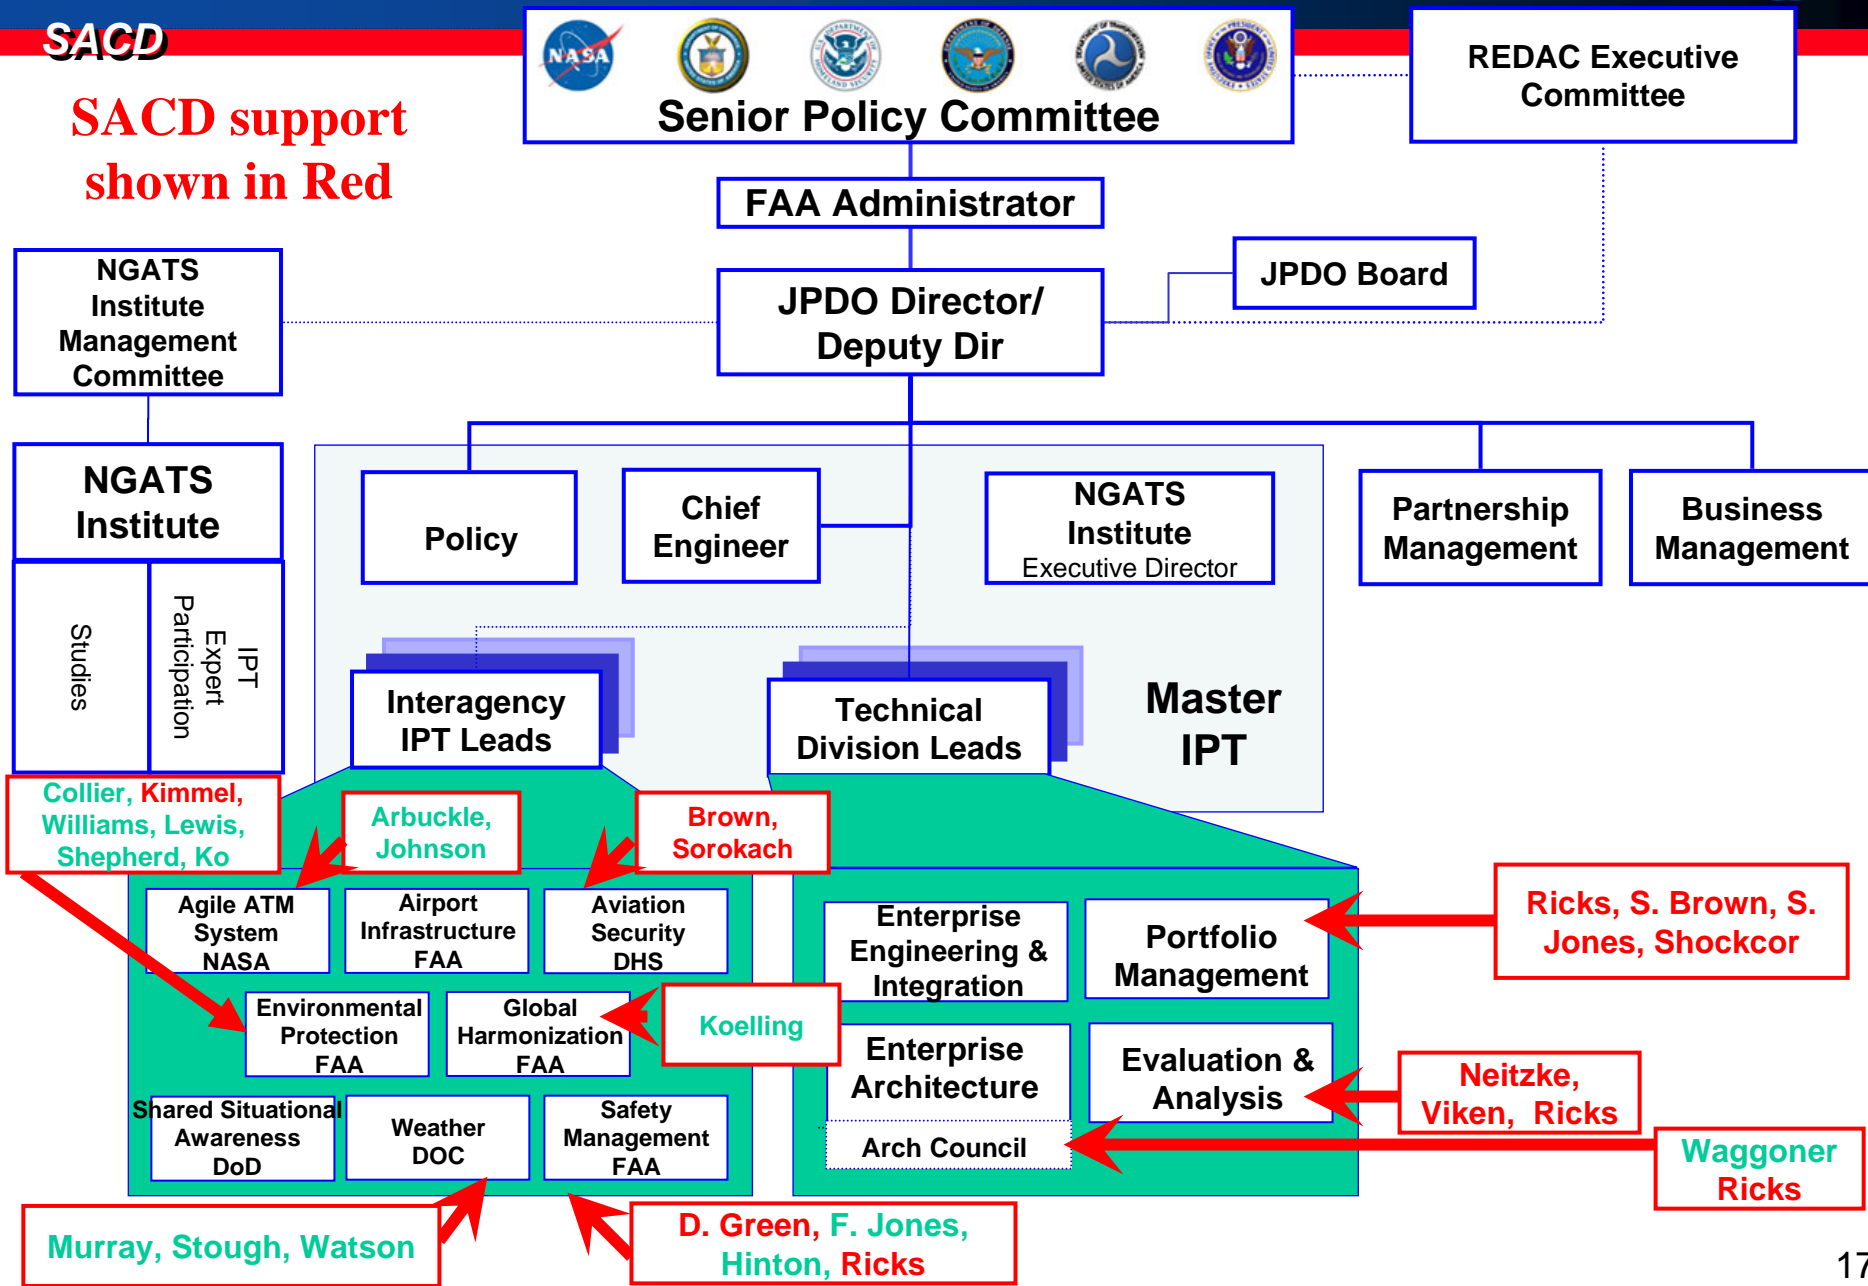 SACD
SACD support
shown in Red
NASA
Senior Policy Committee
REDAC Executive
Committee
FAA Administrator
NGATS
Institute
Management
Committee
JPDO Director/
Deputy Dir
JPDO Board
NGATS
Institute
Studies
IPT
Expert
Participation
Policy
Chief
Engineer
NGATS
Institute
Executive Director
Partnership
Management
Business
Management
Interagency
IPT Leads
Technical
Division Leads
Master
IPT
Collier, Kimmel,
Williams, Lewis,
Shepherd, Ko
Arbuckle,
Johnson
Brown,
Sorokach
Agile ATM
System
NASA
Airport
Infrastructure
FAA
Aviation
Security
DHS
Environmental
Protection
FAA
Global
Harmonization
FAA
Koelling
Shared Situational
Awareness
DoD
Weather
DOC
Safety
Management
FAA
Enterprise
Engineering &
Integration
Portfolio
Management
Enterprise
Architecture
Arch Council
Evaluation &
Analysis
Ricks, S. Brown, S.
Jones, Shockcor
Neitzke,
Viken, Ricks
Waggoner
Ricks
Murray, Stough, Watson
D. Green, F. Jones,
Hinton, Ricks
17